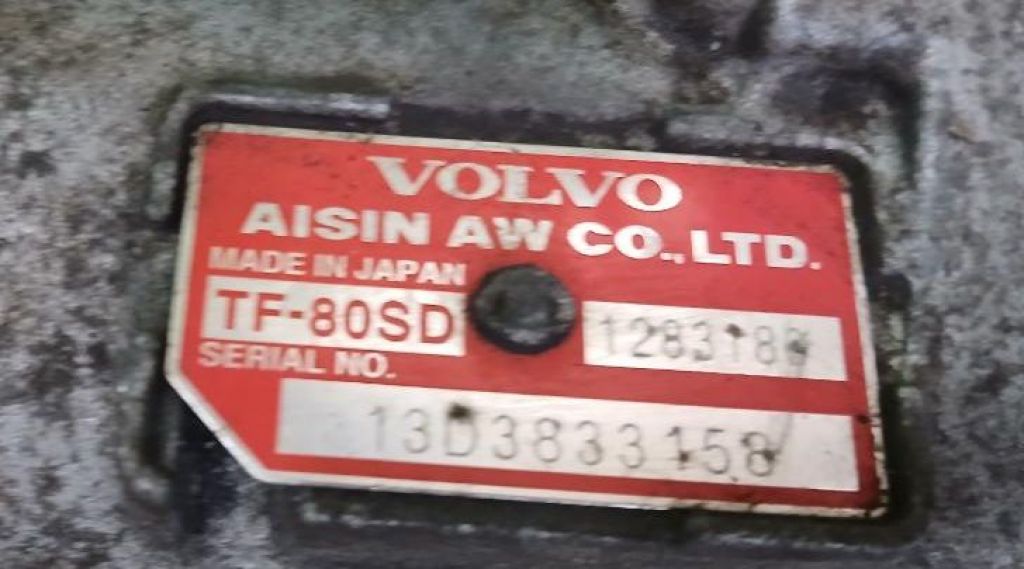 VOLVO
AISIN AW CO., LTD.
MADE IN JAPAN
TF-80SD
SERIAL NO.
13D3833158